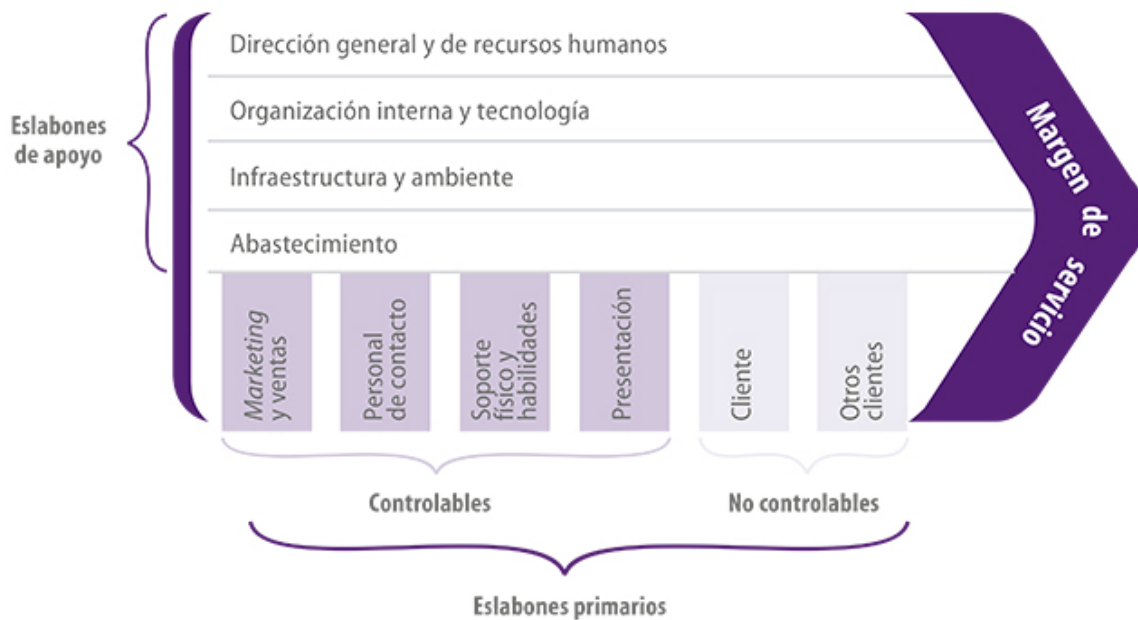 Dirección general y de recursos humanos
Organización interna y tecnología
Eslabones
de apoyo
Infraestructura y ambiente
Abastecimiento
Margen de servicio
Marketing
y ventas
Personal
de contacto
Soporte
físico y
habilidades
Presentación
Cliente
Otros
clientes
Controlables
No controlables
Eslabones primarios